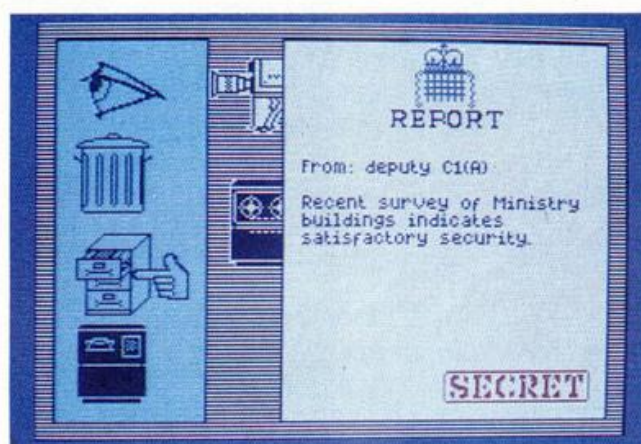 REPORT
From: deputy C1(A)
Recent survey of Ministry
buildings indicates
satisfactory security.
SECRET